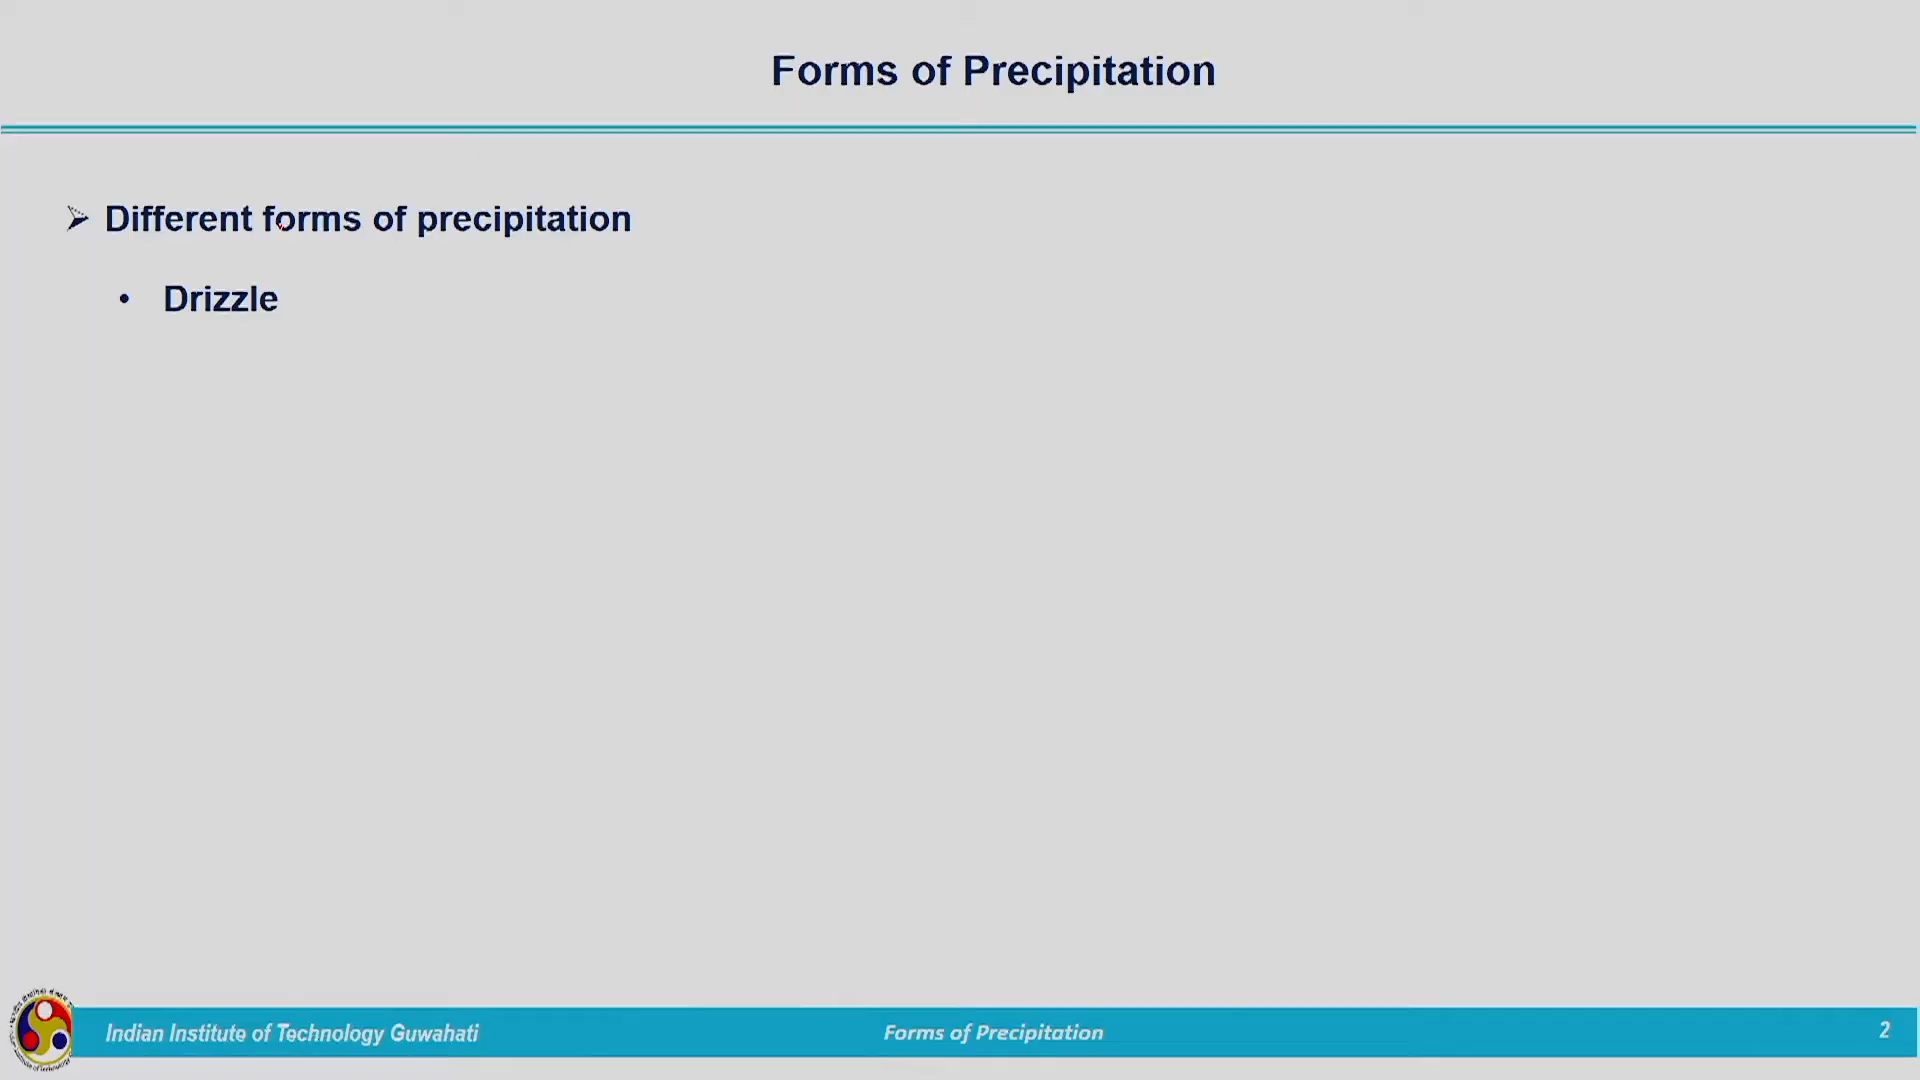 Forms of Precipitation
➢ Different forms of precipitation
• Drizzle
Indian Institute of Technology Guwahati
Forms of Precipitation
2